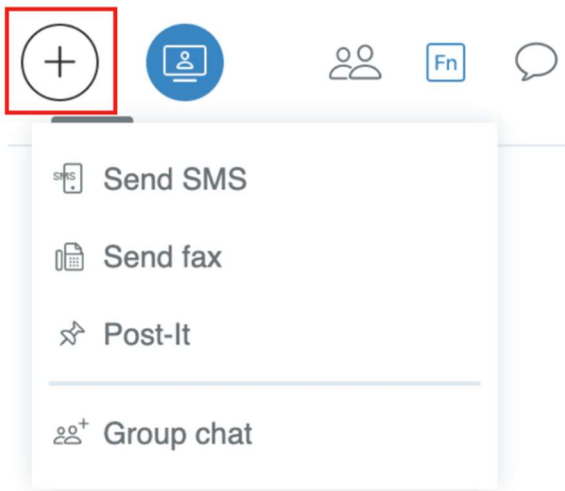 Fn
SMS
Send SMS
Send fax
Post-It
Group chat